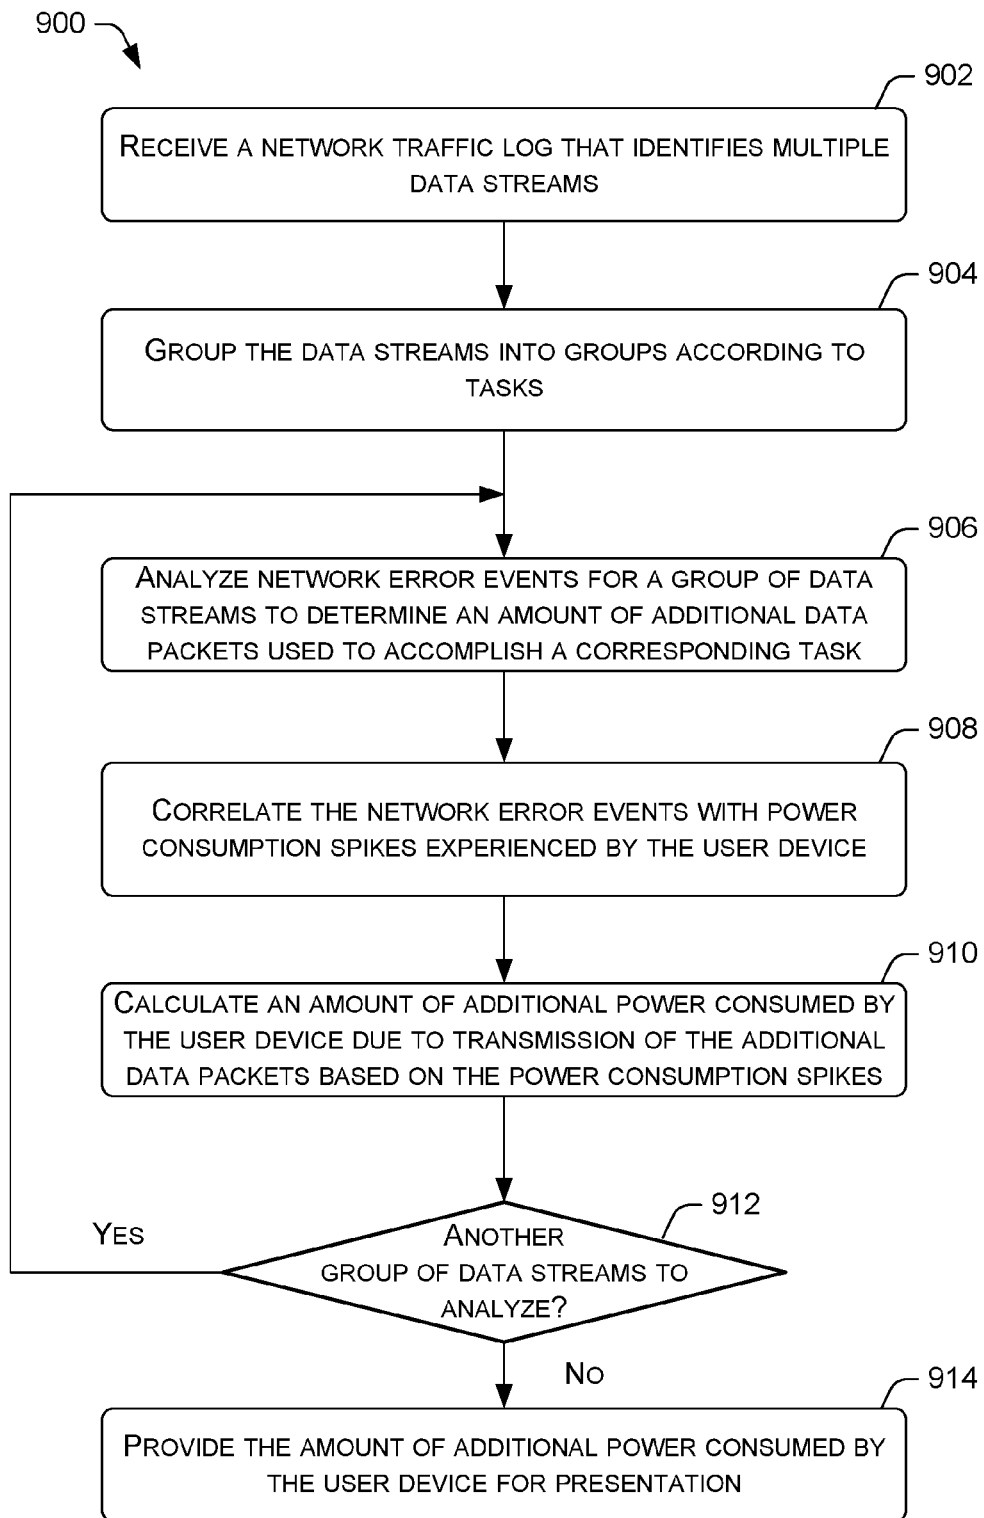 900
902
RECEIVE A NETWORK TRAFFIC LOG THAT IDENTIFIES MULTIPLE
DATA STREAMS
904
GROUP THE DATA STREAMS INTO GROUPS ACCORDING TO
TASKS
906
ANALYZE NETWORK ERROR EVENTS FOR A GROUP OF DATA
STREAMS TO DETERMINE AN AMOUNT OF ADDITIONAL DATA
PACKETS USED TO ACCOMPLISH A CORRESPONDING TASK
908
CORRELATE THE NETWORK ERROR EVENTS WITH POWER
CONSUMPTION SPIKES EXPERIENCED BY THE USER DEVICE
910
CALCULATE AN AMOUNT OF ADDITIONAL POWER CONSUMED BY
THE USER DEVICE DUE TO TRANSMISSION OF THE ADDITIONAL
DATA PACKETS BASED ON THE POWER CONSUMPTION SPIKES
912
YES
ANOTHER
GROUP OF DATA STREAMS TO
ANALYZE?
NO
914
PROVIDE THE AMOUNT OF ADDITIONAL POWER CONSUMED BY
THE USER DEVICE FOR PRESENTATION